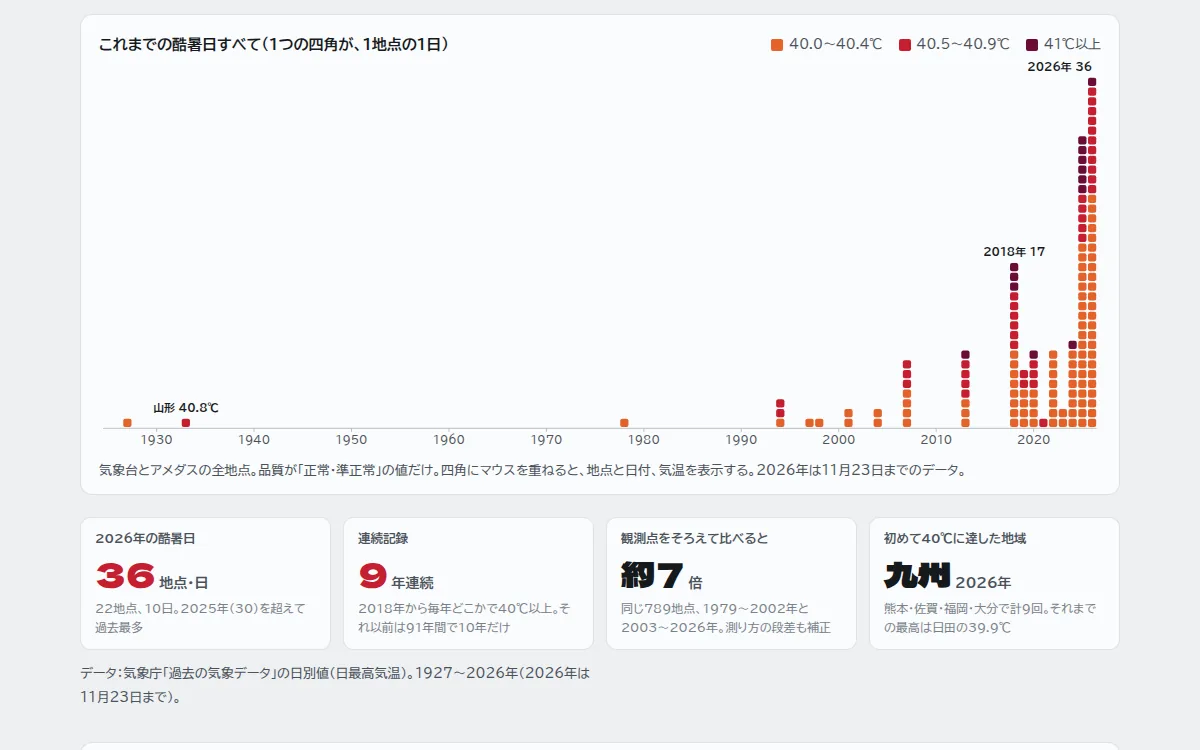 これまでの酷暑日すべて（1つの四角が、1地点の1日）
40.0〜40.4℃ 40.5〜40.9℃ 41℃以上
2026年 36
2018年 17
山形 40.8℃
1930 1940 1950 1960 1970 1980 1990 2000 2010 2020
気象台とアメダスの全地点。品質が「正常・準正常」の値だけ。四角にマウスを重ねると、地点と日付、気温を表示する。2026年は11月23日までのデータ。
2026年の酷暑日
36 地点・日
22地点、10日。2025年（30）を超えて
過去最多
連続記録
9 年連続
2018年から毎年どこかで40℃以上。そ
れ以前は91年間で10年だけ
観測点をそろえて比べると
約7 倍
同じ789地点、1979〜2002年と
2003〜2026年。測り方の段差も補正
初めて40℃に達した地域
九州 2026年
熊本・佐賀・福岡・大分で計9回。それまで
の最高は日田の39.9℃
データ：気象庁「過去の気象データ」の日別値（日最高気温）。1927〜2026年（2026年は
11月23日まで）。